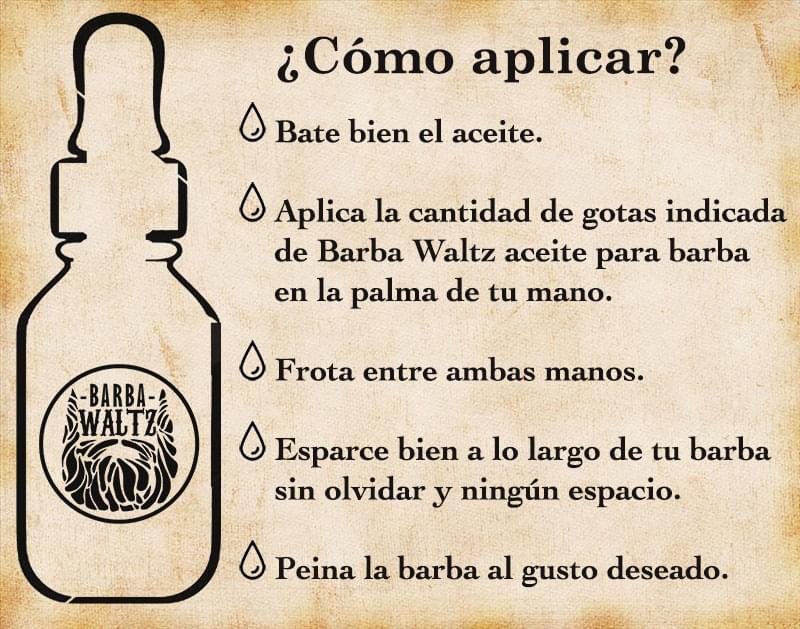 ¿Cómo aplicar?
Bate bien el aceite.
Aplica la cantidad de gotas indicada
de Barba Waltz aceite para barba
en la palma de tu mano.
Frota entre ambas manos.
-BARBA-
WALTZ
Esparce bien a lo largo de tu barba
sin olvidar y ningún espacio.
Peina la barba al gusto deseado.